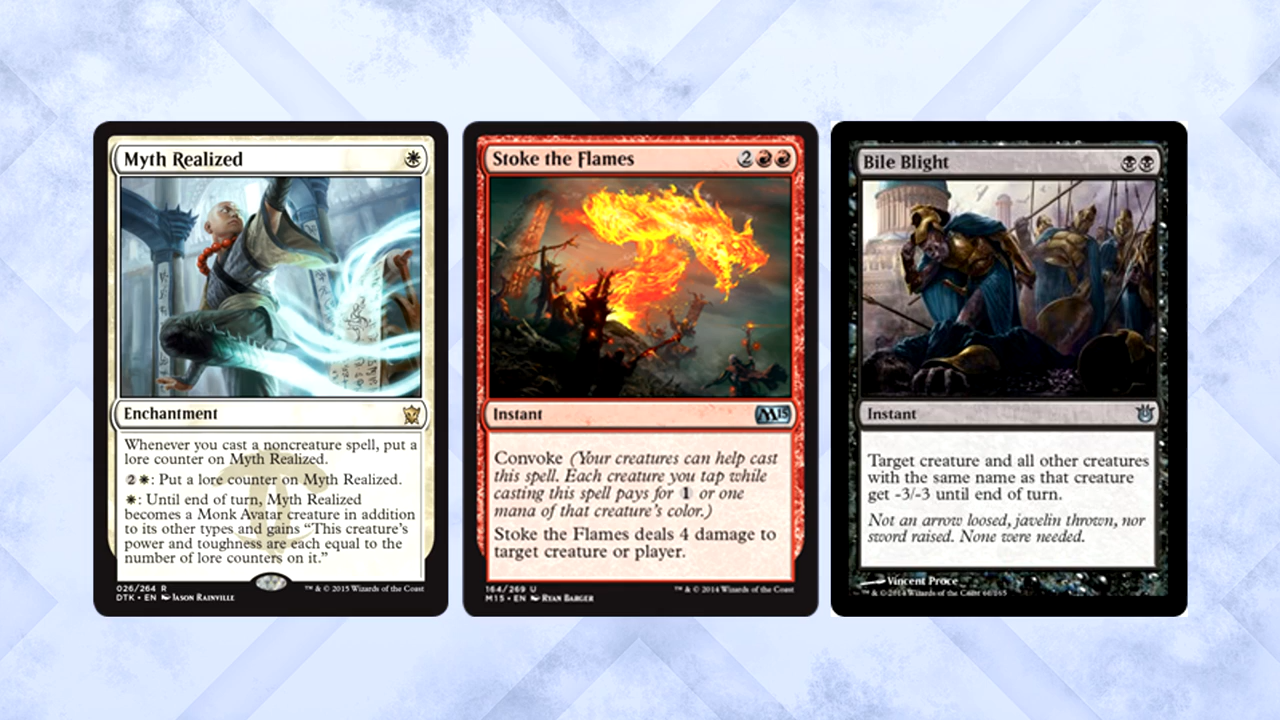 Myth Realized
Enchantment
Whenever you cast a noncreature spell, put a
lore counter on Myth Realized.
2: Put a lore counter on Myth Realized.
: Until end of turn, Myth Realized
becomes a Monk Avatar creature in addition
to its other types and gains “This creature’s
power and toughness are each equal to the
number of lore counters on it.”
026/264 R
DTK • EN Jason Rainville
™ & © 2015 Wizards of the Coast
Stoke the Flames
2
Instant
M15
Convoke (Your creatures can help cast
this spell. Each creature you tap while
casting this spell pays for 1 or one
mana of that creature’s color.)
Stoke the Flames deals 4 damage to
target creature or player.
164/269 U
M15 • EN Ryan Barger
™ & © 2014 Wizards of the Coast
Bile Blight
Instant
Target creature and all other creatures
with the same name as that creature
get -3/-3 until end of turn.
Not an arrow loosed, javelin thrown, nor
sword raised. None were needed.
Vincent Proce
™ & © 2014 Wizards of the Coast